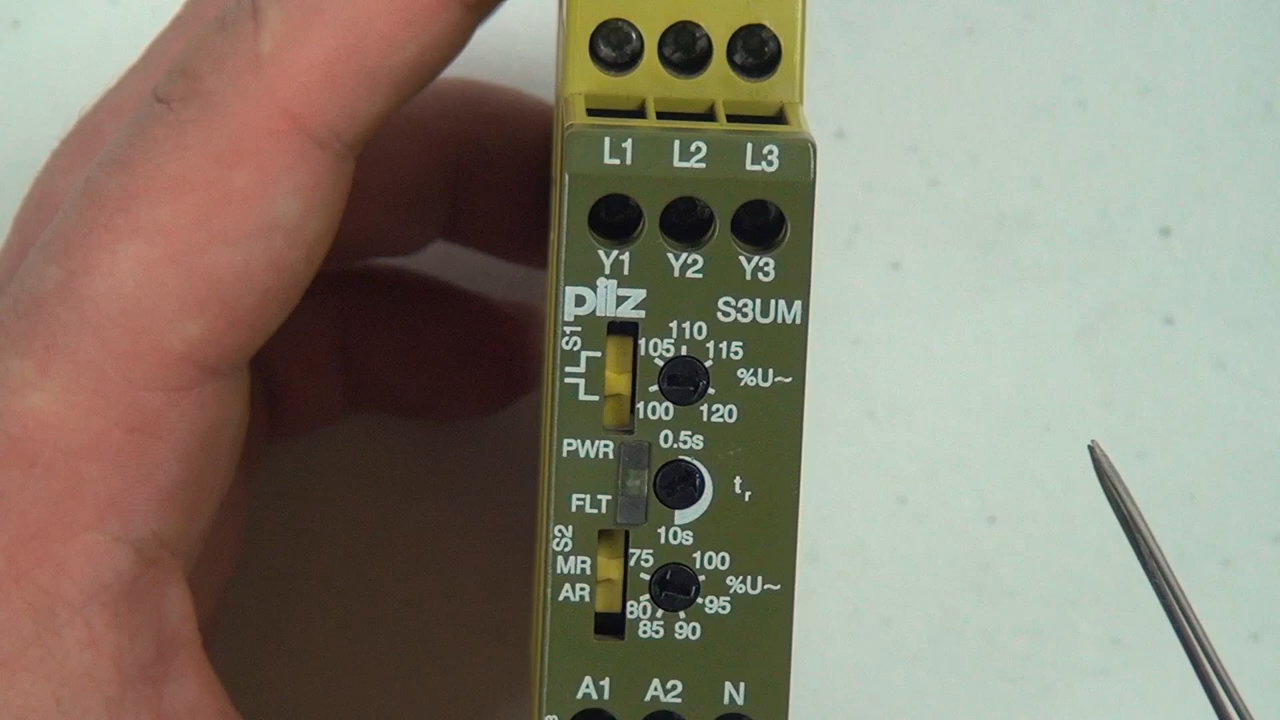 L1 L2 L3
Y1 Y2 Y3
pilz S3UM
S1
110
105 115
%U~
100 120
PWR 0.5s
tr
FLT
10s
S2
MR 75 100
AR %U~
80 95
85 90
A1 A2 N